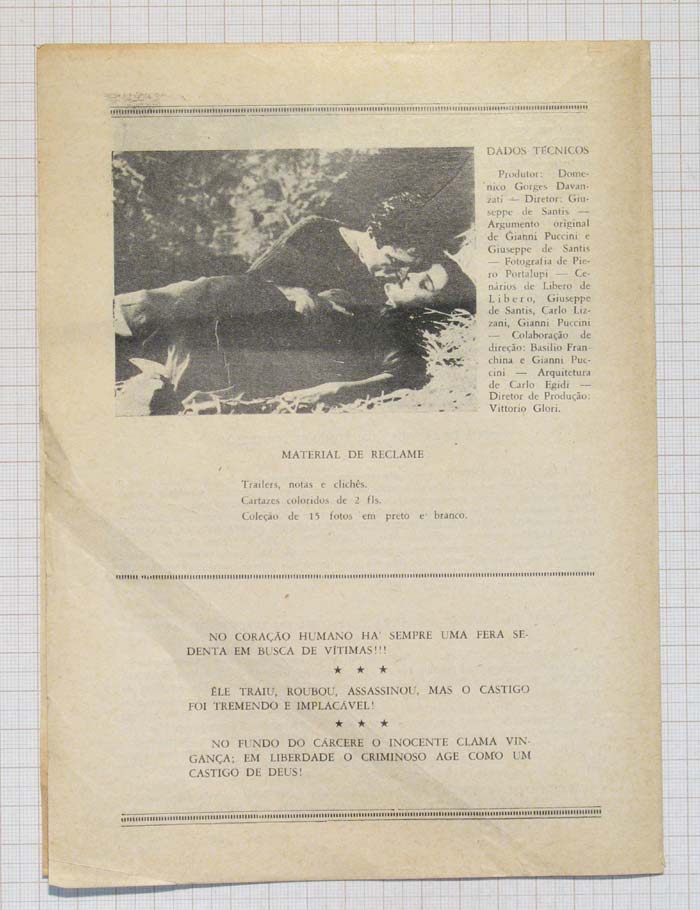 DADOS TÉCNICOS
Produtor: Dome-
nico Gorges Davan-
zati — Diretor: Giu-
seppe de Santis —
Argumento original
de Gianni Puccini e
Giuseppe de Santis
— Fotografia de Pie-
ro Portalupi — Ce-
nários de Libero de
Libero, Giuseppe
de Santis, Carlo Liz-
zani, Gianni Puccini
— Colaboração de
direção: Basilio Fran-
china e Gianni Puc-
cini — Arquitetura
de Carlo Egidi —
Diretor de Produção:
Vittorio Glori.
MATERIAL DE RECLAME
Trailers, notas e clichês.
Cartazes coloridos de 2 fls.
Coleção de 15 fotos em preto e branco.
NO CORAÇÃO HUMANO HA' SEMPRE UMA FERA SE-
DENTA EM BUSCA DE VÍTIMAS!!!
★ ★ ★
ÊLE TRAIU, ROUBOU, ASSASSINOU, MAS O CASTIGO
FOI TREMENDO E IMPLACÁVEL!
★ ★ ★
NO FUNDO DO CÁRCERE O INOCENTE CLAMA VIN-
GANÇA; EM LIBERDADE O CRIMINOSO AGE COMO UM
CASTIGO DE DEUS!